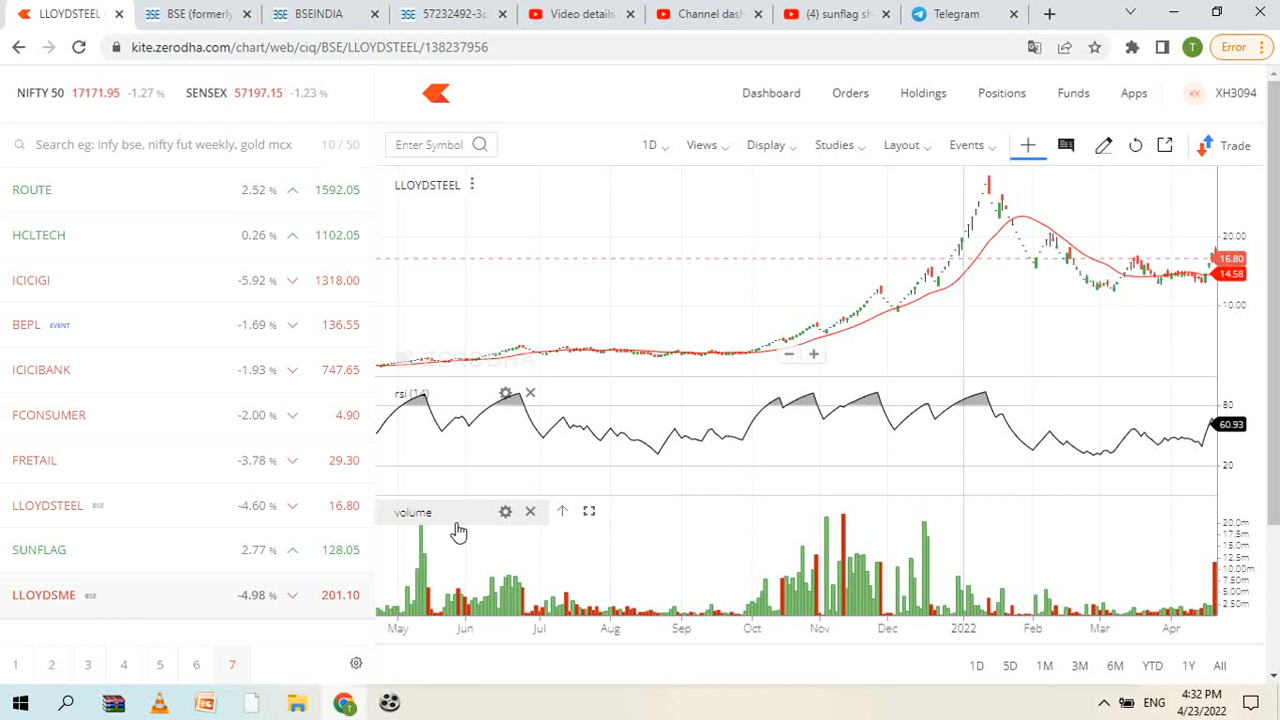 LLOYDSTEEL
BSE (formerly
BSEINDIA
57232492-3c
Video details
Channel dash
(4) sunflag sh
Telegram
kite.zerodha.com/chart/web/ciq/BSE/LLOYDSTEEL/138237956
T
Error
NIFTY 50 17171.95 -1.27 % SENSEX 57197.15 -1.23 %
Dashboard Orders Holdings Positions Funds Apps KK XH3094
Search eg: infy bse, nifty fut weekly, gold mcx 10 / 50
Enter Symbol 1D Views Display Studies Layout Events Trade
ROUTE 2.52 % 1592.05
HCLTECH 0.26 % 1102.05
ICICIGI -5.92 % 1318.00
BEPL EVENT -1.69 % 136.55
ICICIBANK -1.93 % 747.65
FCONSUMER -2.00 % 4.90
FRETAIL -3.78 % 29.30
LLOYDSTEEL BSE -4.60 % 16.80
SUNFLAG 2.77 % 128.05
LLOYDSME BSE -4.98 % 201.10
1 2 3 4 5 6 7
LLOYDSTEEL
20.00
16.80
14.58
10.00
ZERODHA
rsi (14)
80
60.93
20
volume
20.0m
17.5m
15.0m
12.5m
10.00m
7.50m
5.00m
2.50m
May Jun Jul Aug Sep Oct Nov Dec 2022 Feb Mar Apr
1D 5D 1M 3M 6M YTD 1Y All
ENG
4:32 PM
4/23/2022